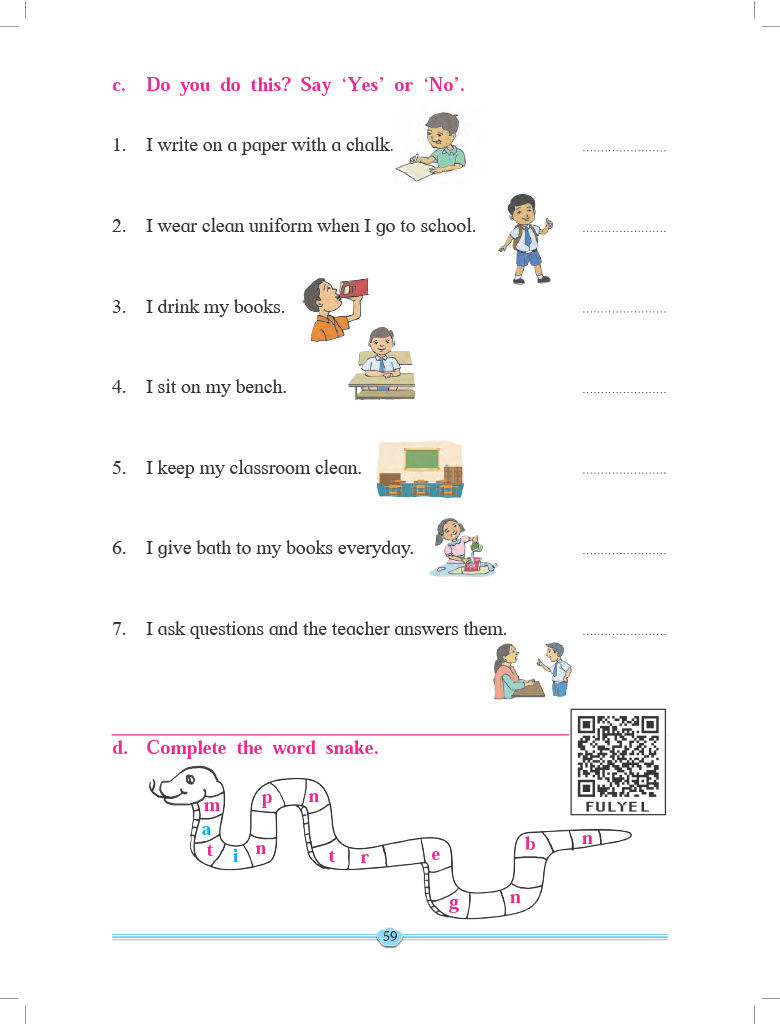 c. Do you do this? Say ‘Yes’ or ‘No’.
1. I write on a paper with a chalk. ......................
2. I wear clean uniform when I go to school. ......................
3. I drink my books. ......................
4. I sit on my bench. ......................
5. I keep my classroom clean. ......................
6. I give bath to my books everyday. ......................
7. I ask questions and the teacher answers them. ......................
FULYEL
d. Complete the word snake.
m a t i n p n t r e g n b n
59